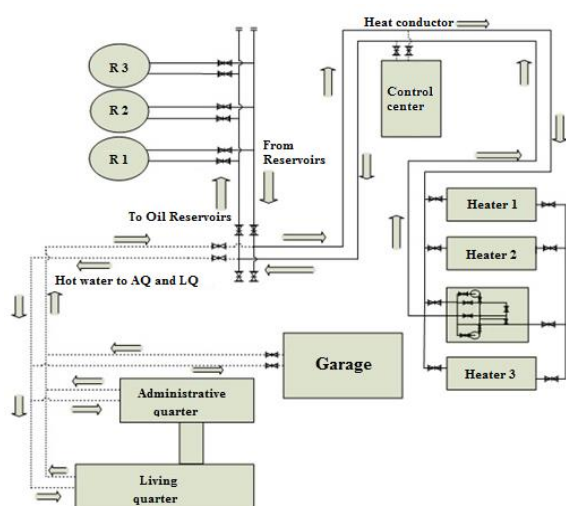 Heat conductor
R 3
R 2
R 1
Control
center
From
Reservoirs
To Oil Reservoirs
Hot water to AQ and LQ
Heater 1
Heater 2
Heater 3
Garage
Administrative
quarter
Living
quarter